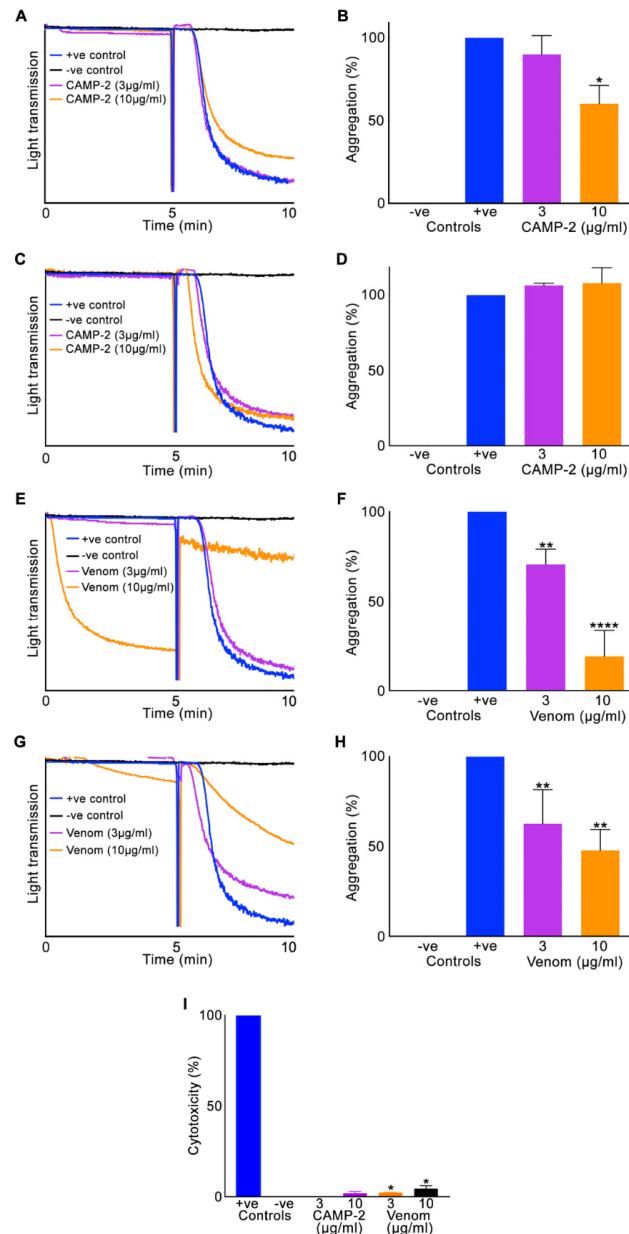 A
Light transmission
+ve control
-ve control
CAMP-2 (3µg/ml)
CAMP-2 (10µg/ml)
0
5
10
Time (min)
B
Aggregation (%)
100
50
0
*
-ve
+ve
3
10
Controls
CAMP-2 (µg/ml)
C
Light transmission
+ve control
-ve control
CAMP-2 (3µg/ml)
CAMP-2 (10µg/ml)
0
5
10
Time (min)
D
Aggregation (%)
100
50
0
-ve
+ve
3
10
Controls
CAMP-2 (µg/ml)
E
Light transmission
+ve control
-ve control
Venom (3µg/ml)
Venom (10µg/ml)
0
5
10
Time (min)
F
Aggregation (%)
100
50
0
**
****
-ve
+ve
3
10
Controls
Venom (µg/ml)
G
Light transmission
+ve control
-ve control
Venom (3µg/ml)
Venom (10µg/ml)
0
5
10
Time (min)
H
Aggregation (%)
100
50
0
**
**
-ve
+ve
3
10
Controls
Venom (µg/ml)
I
Cytotoxicity (%)
100
50
0
*
*
+ve
-ve
3
10
3
10
Controls
CAMP-2
Venom
(µg/ml)
(µg/ml)